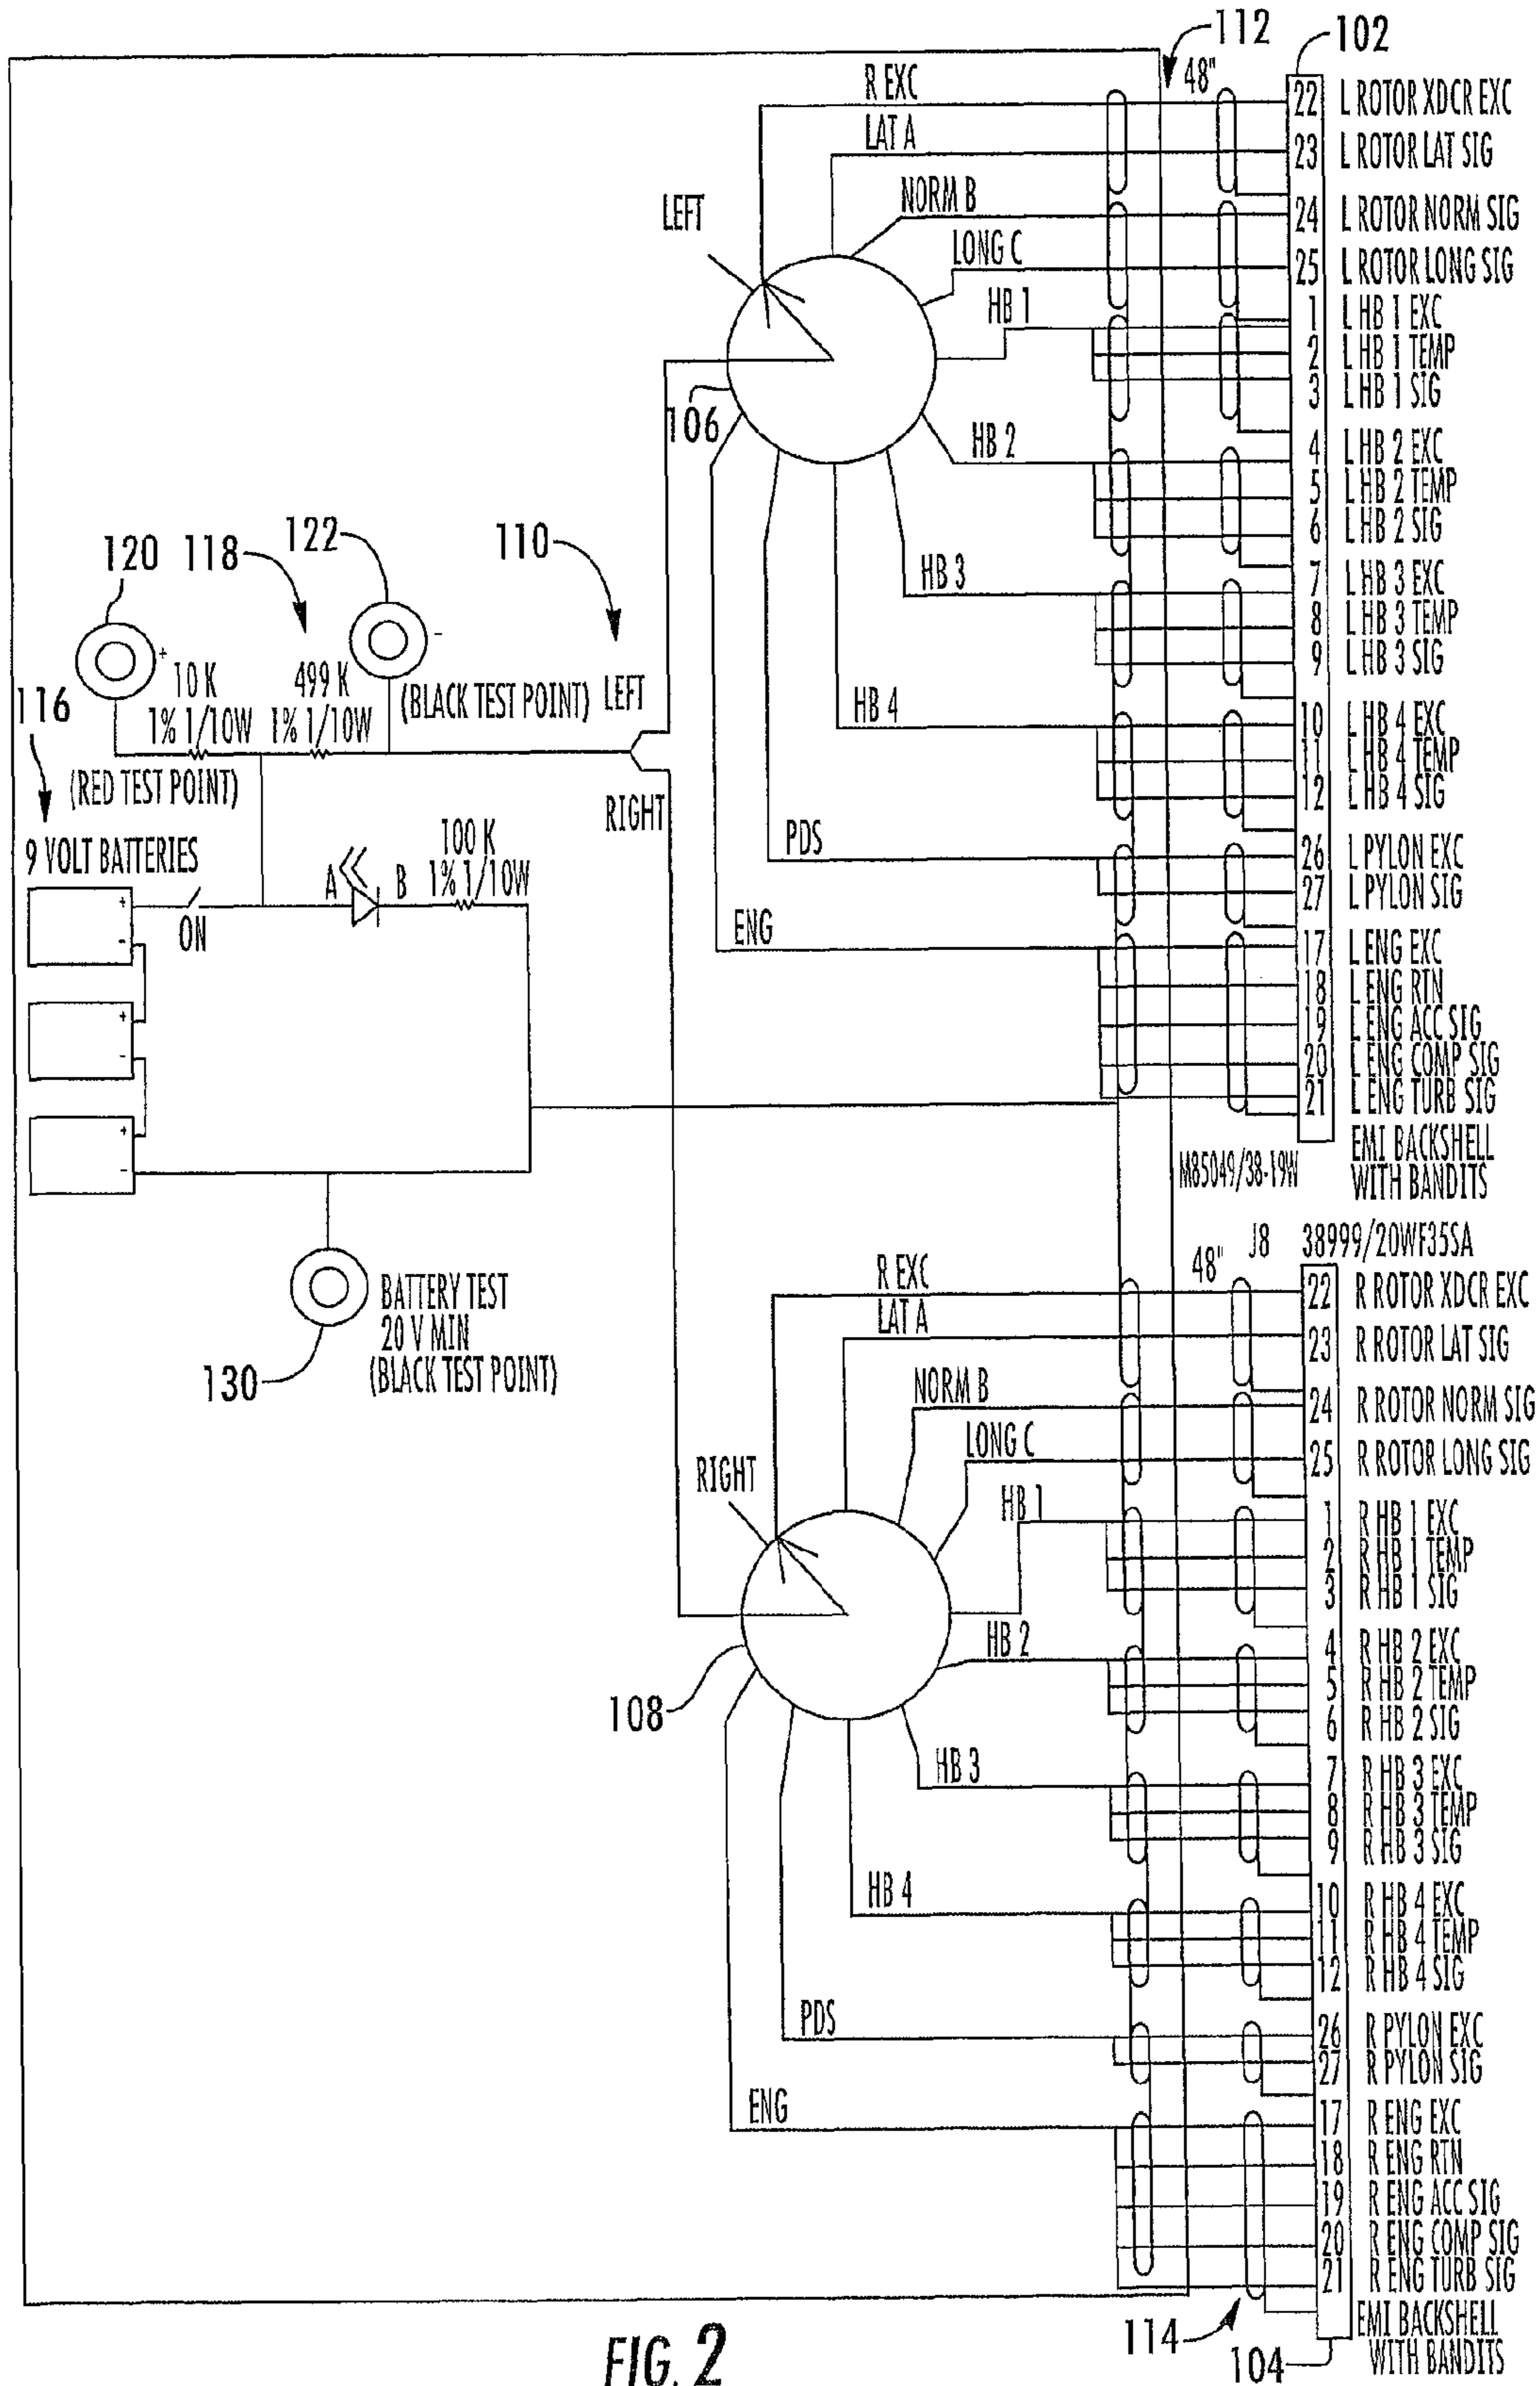 112
102
48"
R EXC
22 L ROTOR XDCR EXC
LAT A
23 L ROTOR LAT SIG
LEFT
NORM B
24 L ROTOR NORM SIG
LONG C
25 L ROTOR LONG SIG
HB 1
1 L HB 1 EXC
2 L HB 1 TEMP
3 L HB 1 SIG
106
HB 2
4 L HB 2 EXC
5 L HB 2 TEMP
6 L HB 2 SIG
HB 3
7 L HB 3 EXC
8 L HB 3 TEMP
9 L HB 3 SIG
HB 4
10 L HB 4 EXC
11 L HB 4 TEMP
12 L HB 4 SIG
PDS
26 L PYLON EXC
27 L PYLON SIG
ENG
17 L ENG EXC
18 L ENG RTN
19 L ENG ACC SIG
20 L ENG COMP SIG
21 L ENG TURB SIG
EMI BACKSHELL
WITH BANDITS
M85049/38-19W
120
118
122
110
+
-
10 K
1% 1/10W
499 K
1% 1/10W
(BLACK TEST POINT)
LEFT
116
(RED TEST POINT)
RIGHT
9 VOLT BATTERIES
+
-
ON
A
B
100 K
1% 1/10W
+
-
+
-
BATTERY TEST
20 V MIN
(BLACK TEST POINT)
130
J8 38999/20WF35SA
48"
R EXC
22 R ROTOR XDCR EXC
LAT A
23 R ROTOR LAT SIG
NORM B
24 R ROTOR NORM SIG
LONG C
25 R ROTOR LONG SIG
RIGHT
HB 1
1 R HB 1 EXC
2 R HB 1 TEMP
3 R HB 1 SIG
HB 2
4 R HB 2 EXC
5 R HB 2 TEMP
6 R HB 2 SIG
108
HB 3
7 R HB 3 EXC
8 R HB 3 TEMP
9 R HB 3 SIG
HB 4
10 R HB 4 EXC
11 R HB 4 TEMP
12 R HB 4 SIG
PDS
26 R PYLON EXC
27 R PYLON SIG
ENG
17 R ENG EXC
18 R ENG RTN
19 R ENG ACC SIG
20 R ENG COMP SIG
21 R ENG TURB SIG
EMI BACKSHELL
WITH BANDITS
114
104
FIG. 2